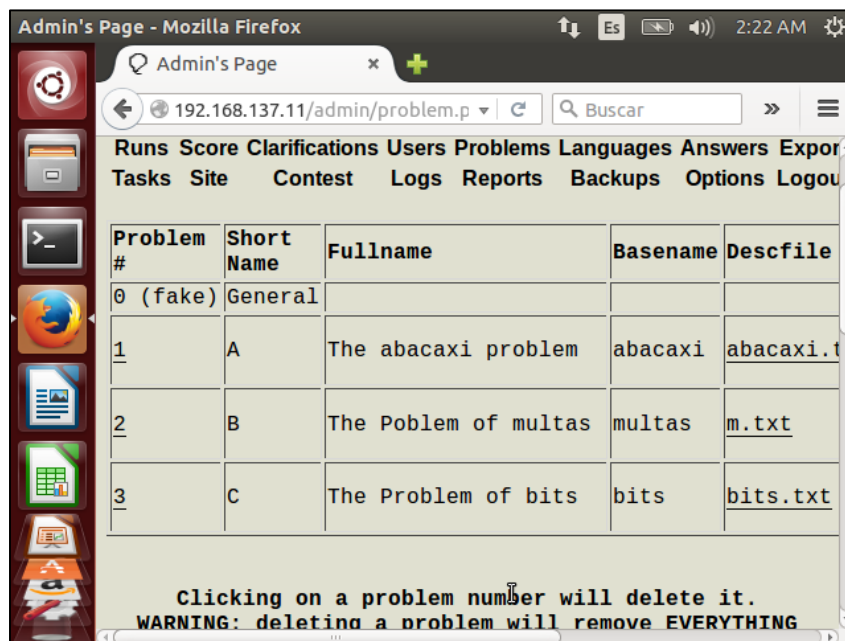 Admin's Page - Mozilla Firefox Es 2:22 AM
Admin's Page
192.168.137.11/admin/problem.p Buscar
Runs Score Clarifications Users Problems Languages Answers Expor
Tasks Site Contest Logs Reports Backups Options Logou
Problem # Short Name Fullname Basename Descfile
0 (fake) General
1 A The abacaxi problem abacaxi abacaxi.t
2 B The Poblem of multas multas m.txt
3 C The Problem of bits bits bits.txt
Clicking on a problem number will delete it.
WARNING: deleting a problem will remove EVERYTHING